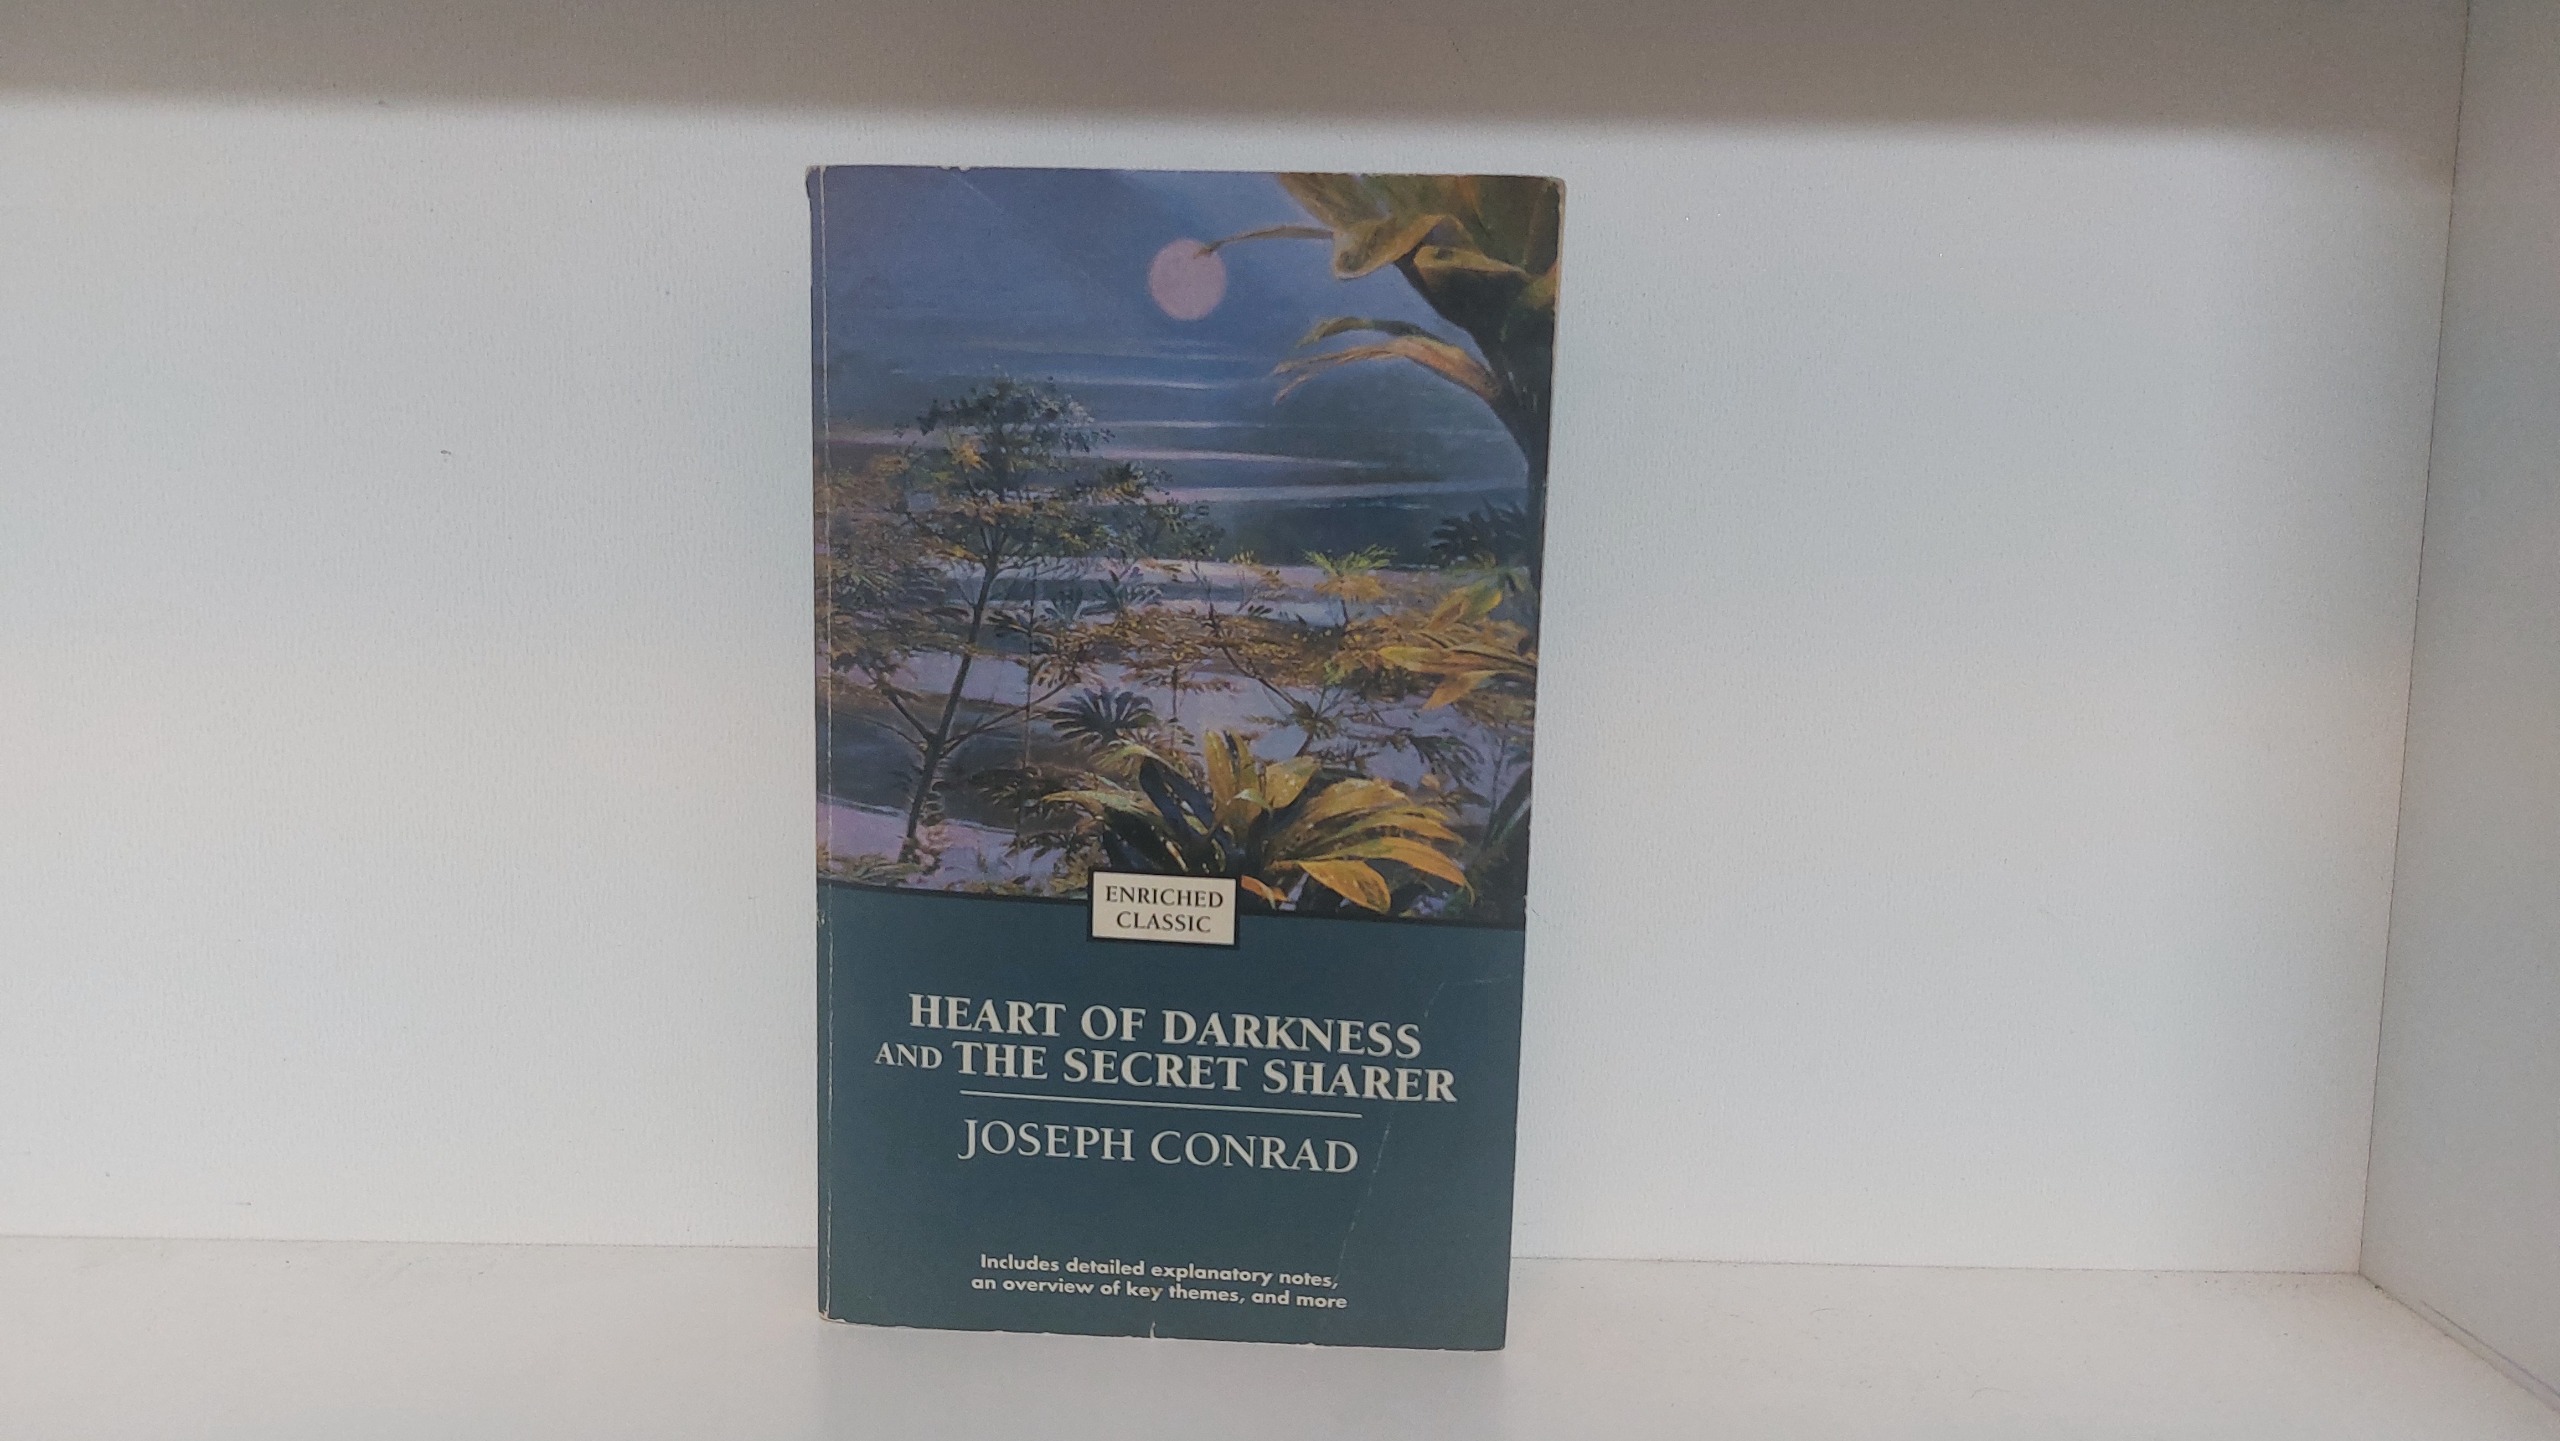 ENRICHED
CLASSIC
HEART OF DARKNESS
AND THE SECRET SHARER
JOSEPH CONRAD
Includes detailed explanatory notes,
an overview of key themes, and more